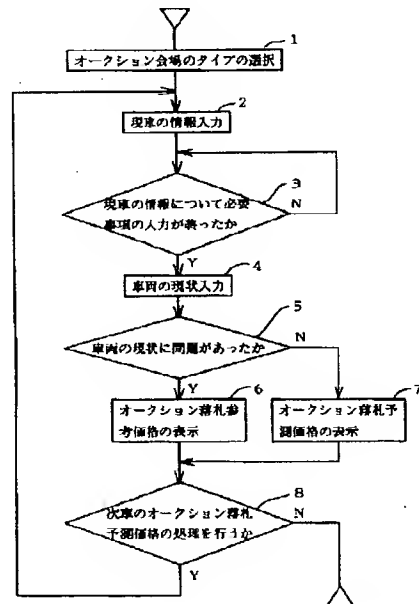 1
オークション会場のタイプの選択
2
現車の情報入力
3
現車の情報について必要
事項の入力が揃ったか
N
Y
4
車両の現状入力
5
車両の現状に問題があったか
N
Y
6
オークション落札参
考価格の表示
7
オークション落札予
測価格の表示
8
次車のオークション落札
予測価格の処理を行うか
N
Y